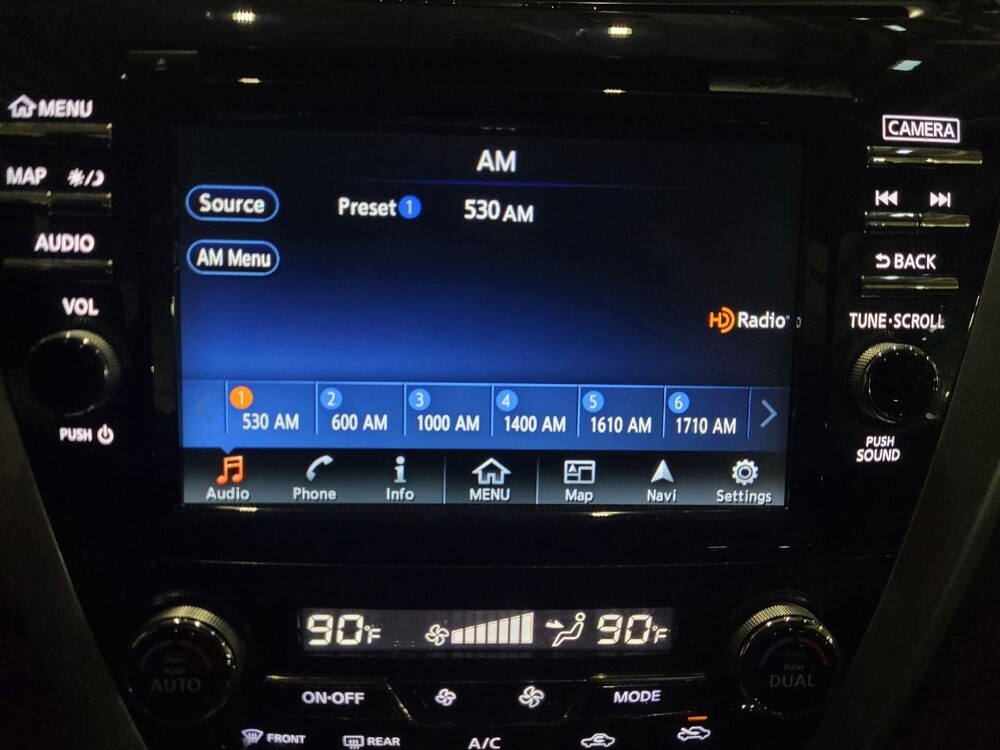 MENU
CAMERA
AM
MAP
Source
Preset 1 530 AM
AUDIO
AM Menu
BACK
VOL
HD Radio
TUNE·SCROLL
1 2 3 4 5 6
530 AM 600 AM 1000 AM 1400 AM 1610 AM 1710 AM
PUSH
PUSH
SOUND
Audio Phone Info MENU Map Navi Settings
90°F 90°F
AUTO
PUSH
DUAL
ON·OFF MODE
FRONT REAR A/C